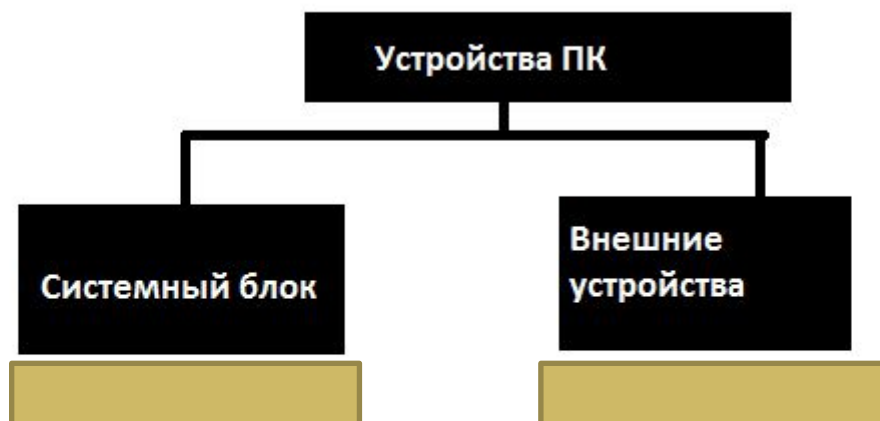 Устройства ПК
Системный блок
Внешние
устройства